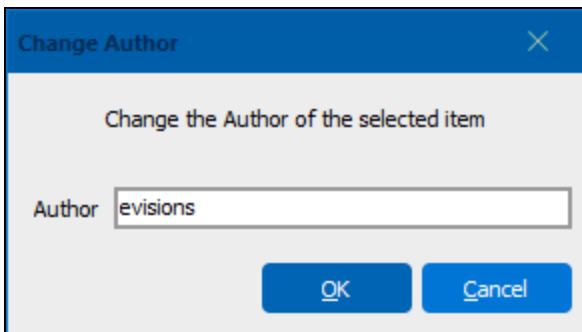 Change Author
Change the Author of the selected item
Author evisions
OK Cancel